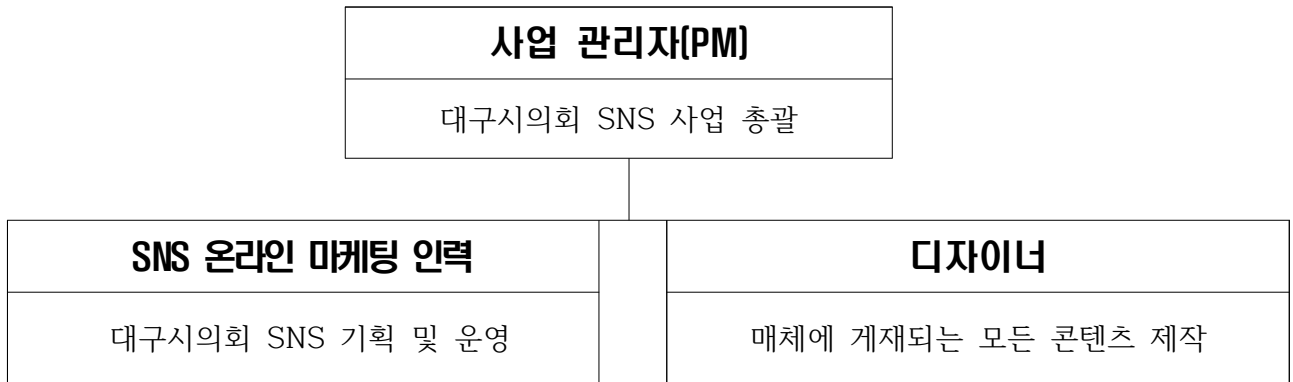 사업 관리자(PM)
대구시의회 SNS 사업 총괄
SNS 온라인 마케팅 인력
대구시의회 SNS 기획 및 운영
디자이너
매체에 게재되는 모든 콘텐츠 제작